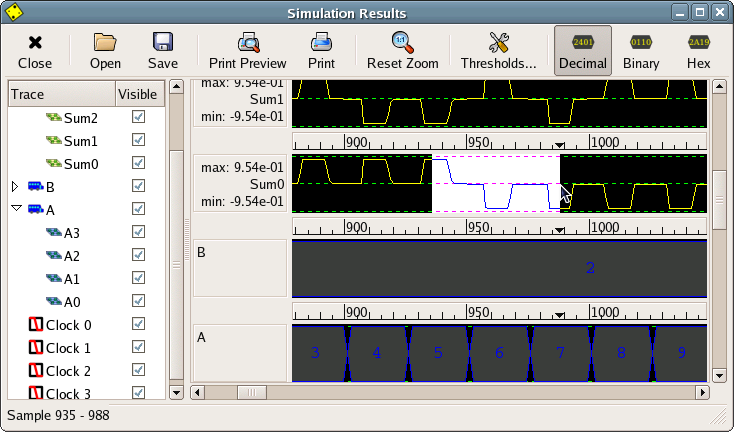 Simulation Results
2401 0110 2A19
Close Open Save Print Preview Print Reset Zoom Thresholds... Decimal Binary Hex
Trace Visible
Sum2
Sum1
Sum0
B
A
A3
A2
A1
A0
Clock 0
Clock 1
Clock 2
Clock 3
max: 9.54e-01
Sum1
min: -9.54e-01
900 950 1000
max: 9.54e-01
Sum0
min: -9.54e-01
900 950 1000
B
2
900 950 1000
A
3 4 5 6 7 8 9
Sample 935 - 988